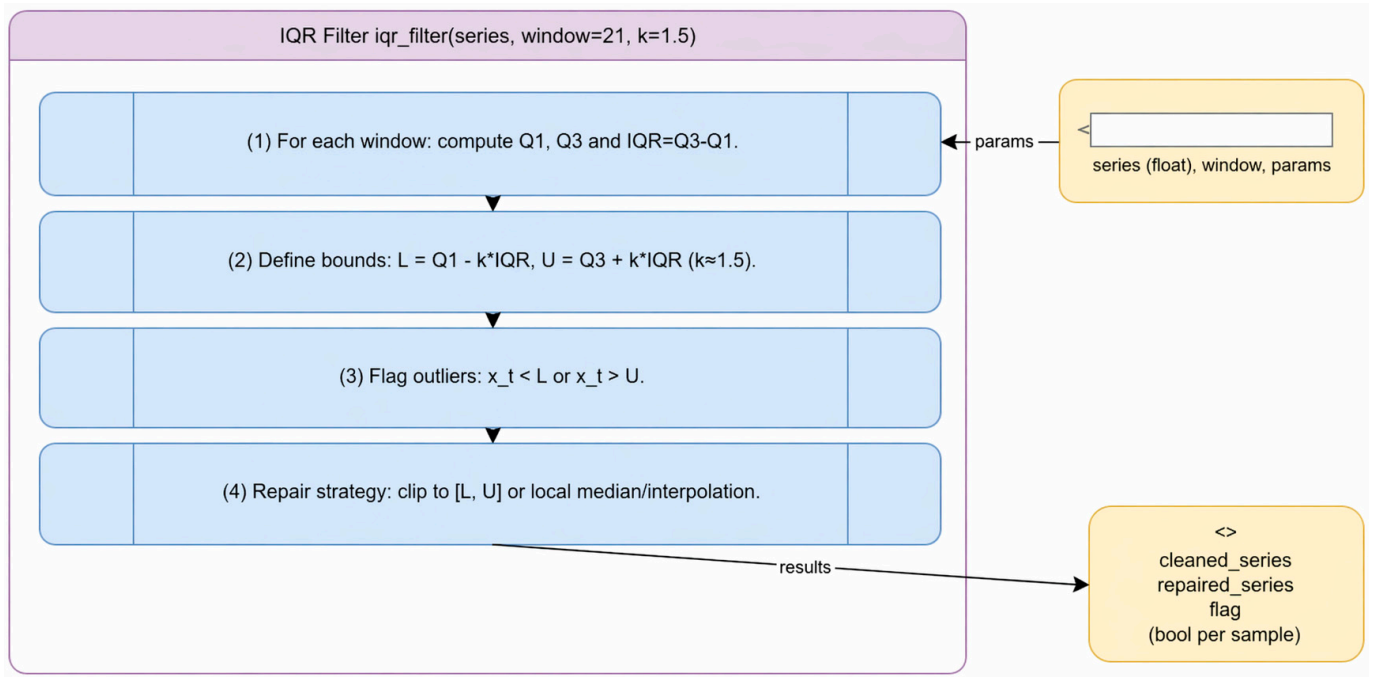 IQR Filter iqr_filter(series, window=21, k=1.5)
(1) For each window: compute Q1, Q3 and IQR=Q3-Q1.
params
<
series (float), window, params
(2) Define bounds: L = Q1 - k*IQR, U = Q3 + k*IQR (k≈1.5).
(3) Flag outliers: x_t < L or x_t > U.
(4) Repair strategy: clip to [L, U] or local median/interpolation.
results
<>
cleaned_series
repaired_series
flag
(bool per sample)